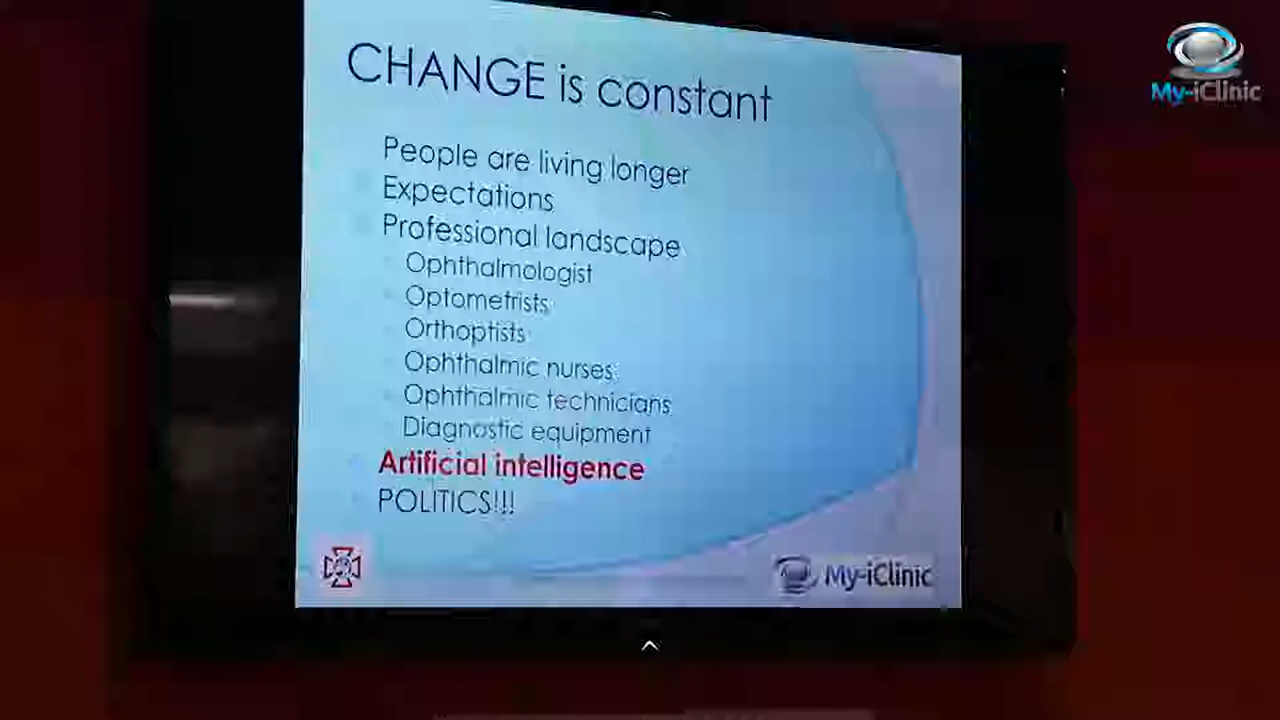 CHANGE is constant
People are living longer
Expectations
Professional landscape
Ophthalmologist
Optometrists
Orthoptists
Ophthalmic nurses
Ophthalmic technicians
Diagnostic equipment
Artificial intelligence
POLITICS!!!
My-iClinic
My-iClinic